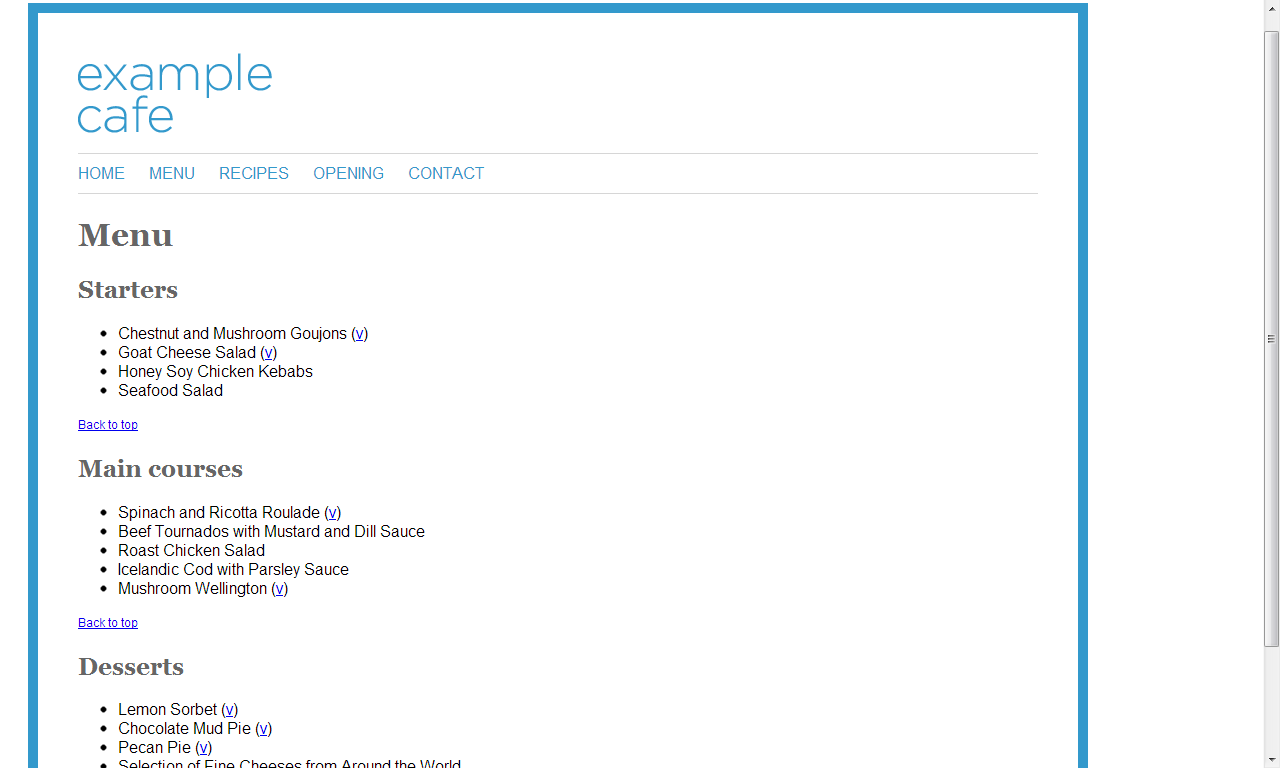 example
cafe
HOME MENU RECIPES OPENING CONTACT
Menu
Starters
Chestnut and Mushroom Goujons (v)
Goat Cheese Salad (v)
Honey Soy Chicken Kebabs
Seafood Salad
Back to top
Main courses
Spinach and Ricotta Roulade (v)
Beef Tournados with Mustard and Dill Sauce
Roast Chicken Salad
Icelandic Cod with Parsley Sauce
Mushroom Wellington (v)
Back to top
Desserts
Lemon Sorbet (v)
Chocolate Mud Pie (v)
Pecan Pie (v)
Selection of Fine Cheeses from Around the World